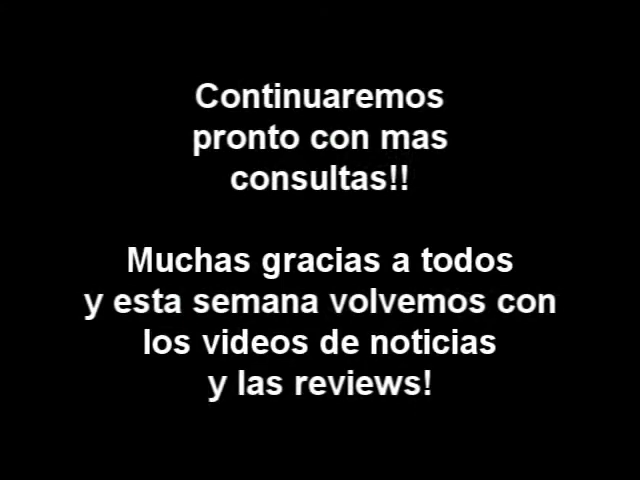 Continuaremos
pronto con mas
consultas!!
Muchas gracias a todos
y esta semana volvemos con
los videos de noticias
y las reviews!